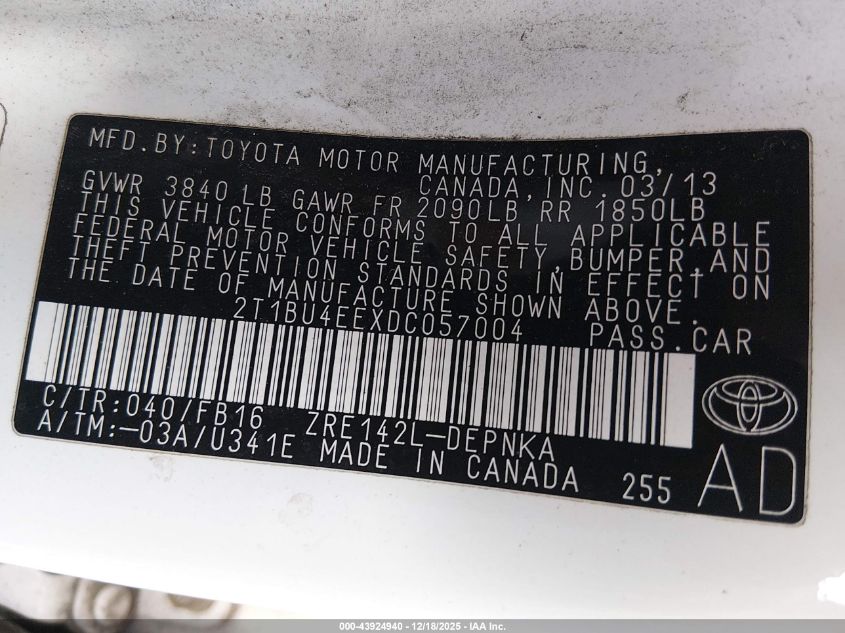 MFD. BY: TOYOTA MOTOR MANUFACTURING,
CANADA, INC. 03/13
GVWR 3840 LB GAWR FR 2090LB RR 1850LB
THIS VEHICLE CONFORMS TO ALL APPLICABLE
FEDERAL MOTOR VEHICLE SAFETY, BUMPER, AND
THEFT PREVENTION STANDARDS IN EFFECT ON
THE DATE OF MANUFACTURE SHOWN ABOVE.
2T1BU4EEXDC057004 PASS. CAR
C/TR: 040/FB16 ZRE142L-DEPNKA
A/TM: -03A/U341E MADE IN CANADA 255 AD
000-43924940 - 12/18/2025 - IAA Inc.